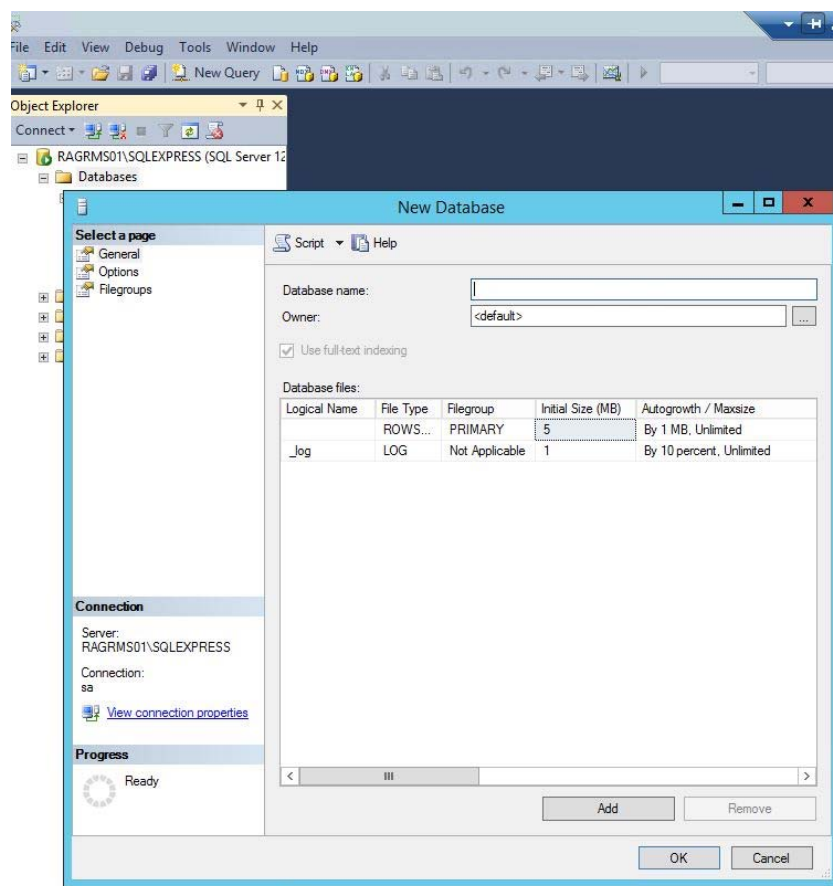 File Edit View Debug Tools Window Help
New Query
Object Explorer
Connect
RAGRMS01\SQLEXPRESS (SQL Server 12
Databases
New Database
Select a page
General
Options
Filegroups
Script Help
Database name:
Owner: <default> ...
Use full-text indexing
Database files:
Logical Name File Type Filegroup Initial Size (MB) Autogrowth / Maxsize
ROWS... PRIMARY 5 By 1 MB, Unlimited
_log LOG Not Applicable 1 By 10 percent, Unlimited
Connection
Server:
RAGRMS01\SQLEXPRESS
Connection:
sa
View connection properties
Progress
Ready
Add Remove
OK Cancel